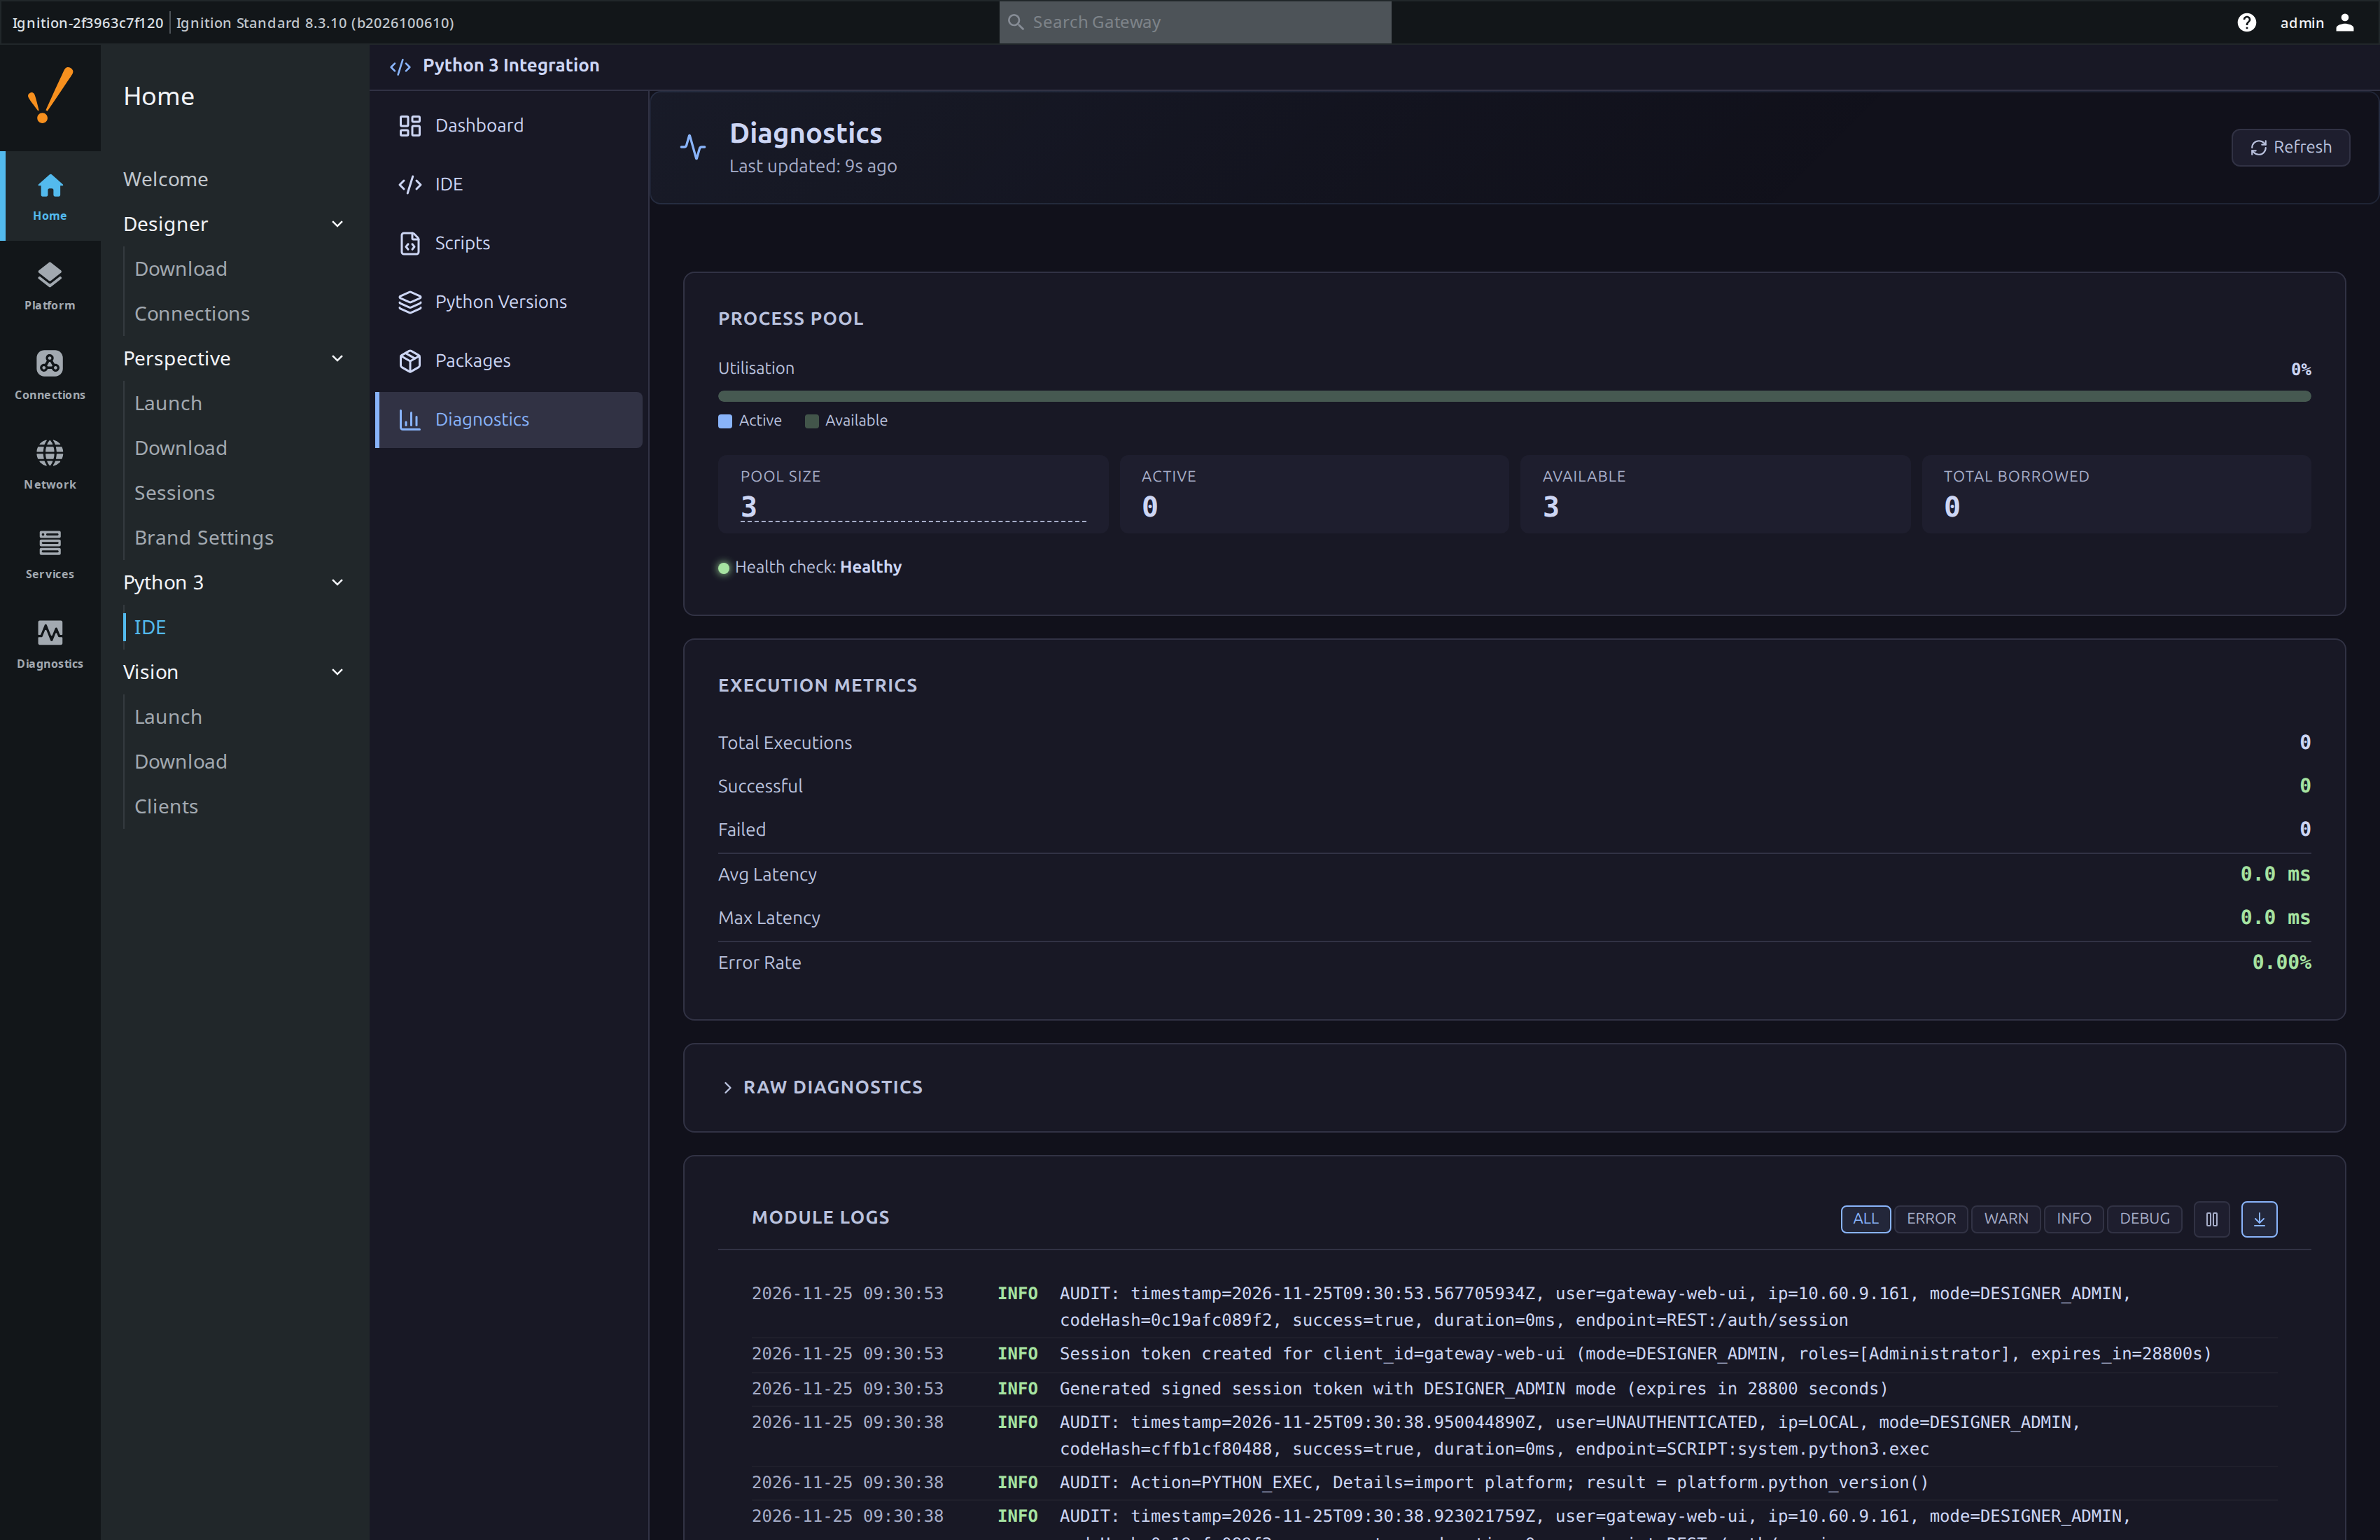 Ignition-2f3963c7f120 | Ignition Standard 8.3.10 (b2026100610)
Search Gateway
admin
Home
Platform
Connections
Network
Services
Diagnostics
Home
Welcome
Designer
Download
Connections
Perspective
Launch
Download
Sessions
Brand Settings
Python 3
IDE
Vision
Launch
Download
Clients
Python 3 Integration
Dashboard
IDE
Scripts
Python Versions
Packages
Diagnostics
Diagnostics
Last updated: 9s ago
Refresh
PROCESS POOL
Utilisation 0%
Active Available
POOL SIZE
3
ACTIVE
0
AVAILABLE
3
TOTAL BORROWED
0
Health check: Healthy
EXECUTION METRICS
Total Executions 0
Successful 0
Failed 0
Avg Latency 0.0 ms
Max Latency 0.0 ms
Error Rate 0.00%
RAW DIAGNOSTICS
MODULE LOGS
ALL ERROR WARN INFO DEBUG
2026-11-25 09:30:53 INFO AUDIT: timestamp=2026-11-25T09:30:53.567705934Z, user=gateway-web-ui, ip=10.60.9.161, mode=DESIGNER_ADMIN,
codeHash=0c19afc089f2, success=true, duration=0ms, endpoint=REST:/auth/session
2026-11-25 09:30:53 INFO Session token created for client_id=gateway-web-ui (mode=DESIGNER_ADMIN, roles=[Administrator], expires_in=28800s)
2026-11-25 09:30:53 INFO Generated signed session token with DESIGNER_ADMIN mode (expires in 28800 seconds)
2026-11-25 09:30:38 INFO AUDIT: timestamp=2026-11-25T09:30:38.950044890Z, user=UNAUTHENTICATED, ip=LOCAL, mode=DESIGNER_ADMIN,
codeHash=cffb1cf80488, success=true, duration=0ms, endpoint=SCRIPT:system.python3.exec
2026-11-25 09:30:38 INFO AUDIT: Action=PYTHON_EXEC, Details=import platform; result = platform.python_version()
2026-11-25 09:30:38 INFO AUDIT: timestamp=2026-11-25T09:30:38.923021759Z, user=gateway-web-ui, ip=10.60.9.161, mode=DESIGNER_ADMIN,